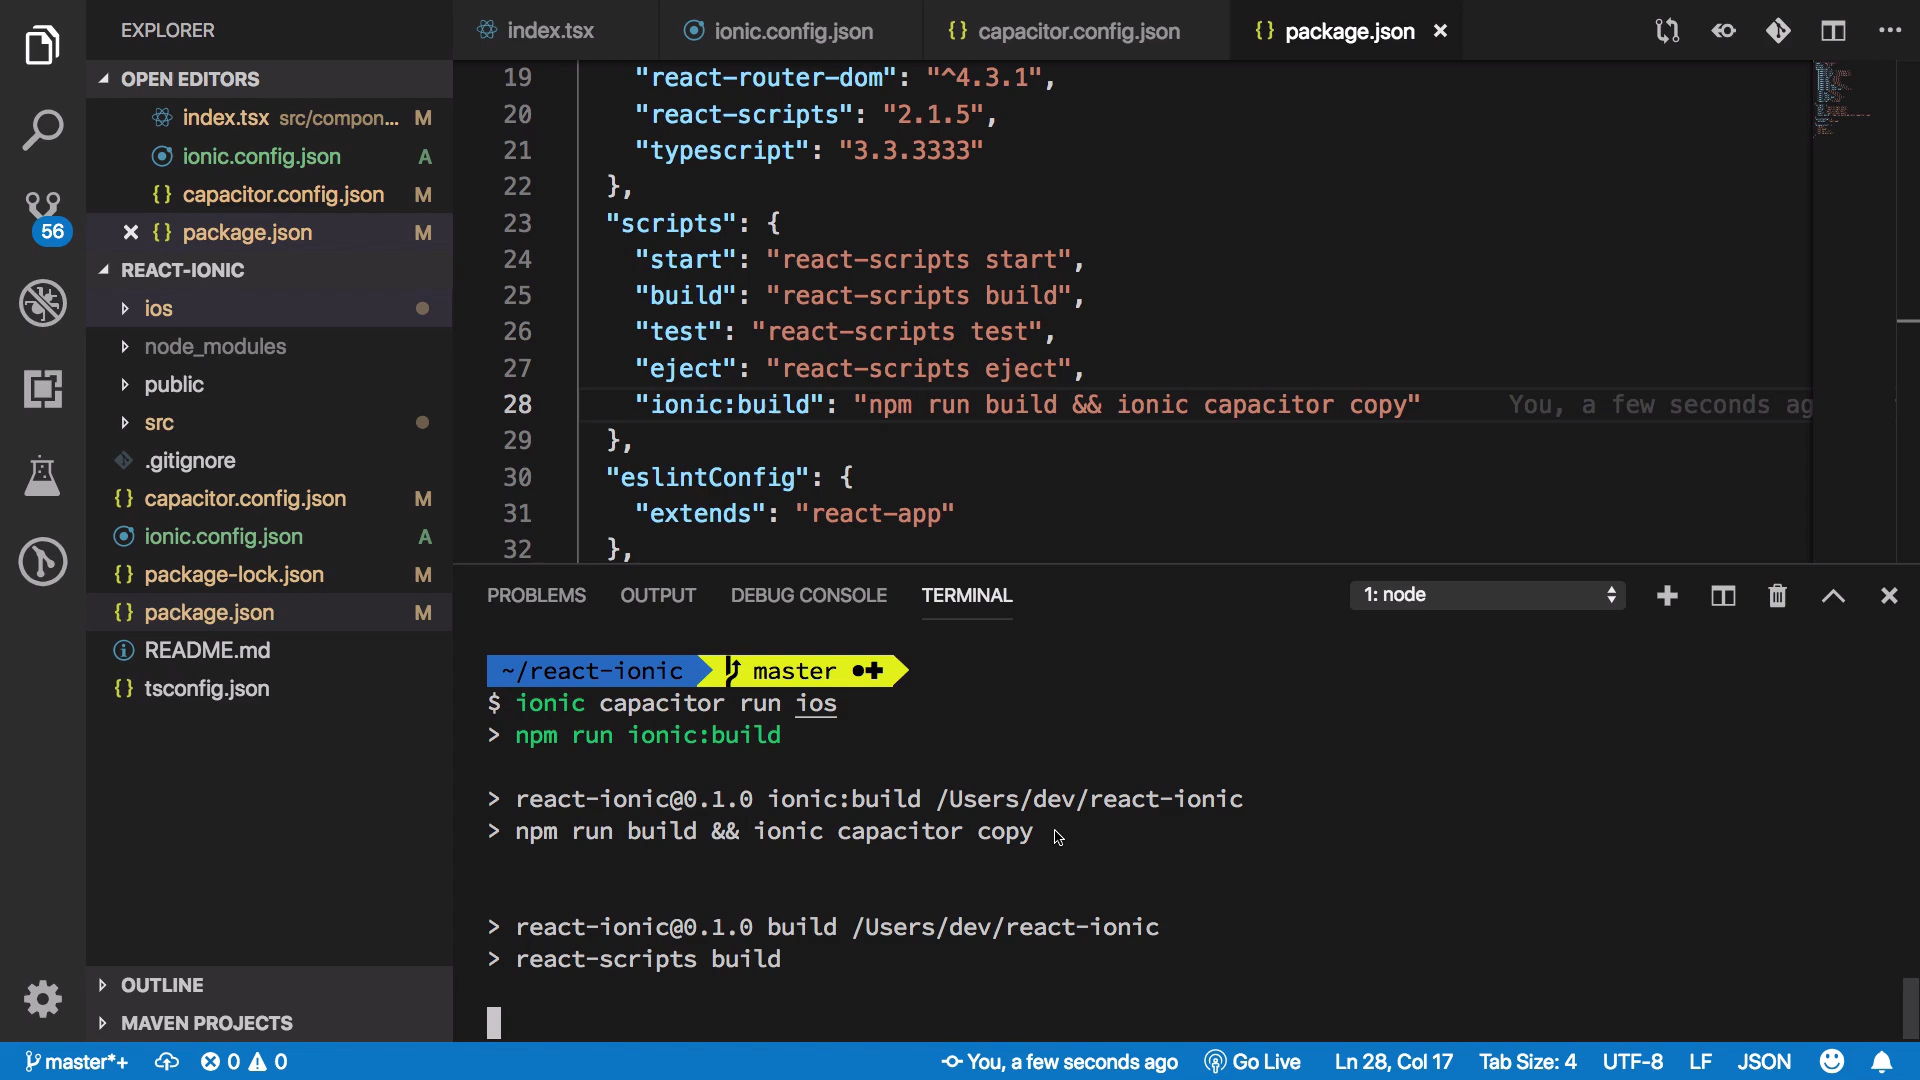 EXPLORER
OPEN EDITORS
index.tsx src/compon... M
ionic.config.json A
capacitor.config.json M
package.json M
REACT-IONIC
ios
node_modules
public
src
.gitignore
capacitor.config.json M
ionic.config.json A
package-lock.json M
package.json M
README.md
tsconfig.json
OUTLINE
MAVEN PROJECTS
56
index.tsx
ionic.config.json
capacitor.config.json
package.json
19 "react-router-dom": "^4.3.1",
20 "react-scripts": "2.1.5",
21 "typescript": "3.3.3333"
22 },
23 "scripts": {
24 "start": "react-scripts start",
25 "build": "react-scripts build",
26 "test": "react-scripts test",
27 "eject": "react-scripts eject",
28 "ionic:build": "npm run build && ionic capacitor copy" You, a few seconds ag
29 },
30 "eslintConfig": {
31 "extends": "react-app"
32 },
PROBLEMS OUTPUT DEBUG CONSOLE TERMINAL 1: node
~/react-ionic master
$ ionic capacitor run ios
> npm run ionic:build
> react-ionic@0.1.0 ionic:build /Users/dev/react-ionic
> npm run build && ionic capacitor copy
> react-ionic@0.1.0 build /Users/dev/react-ionic
> react-scripts build
master*+ 0 0 You, a few seconds ago Go Live Ln 28, Col 17 Tab Size: 4 UTF-8 LF JSON